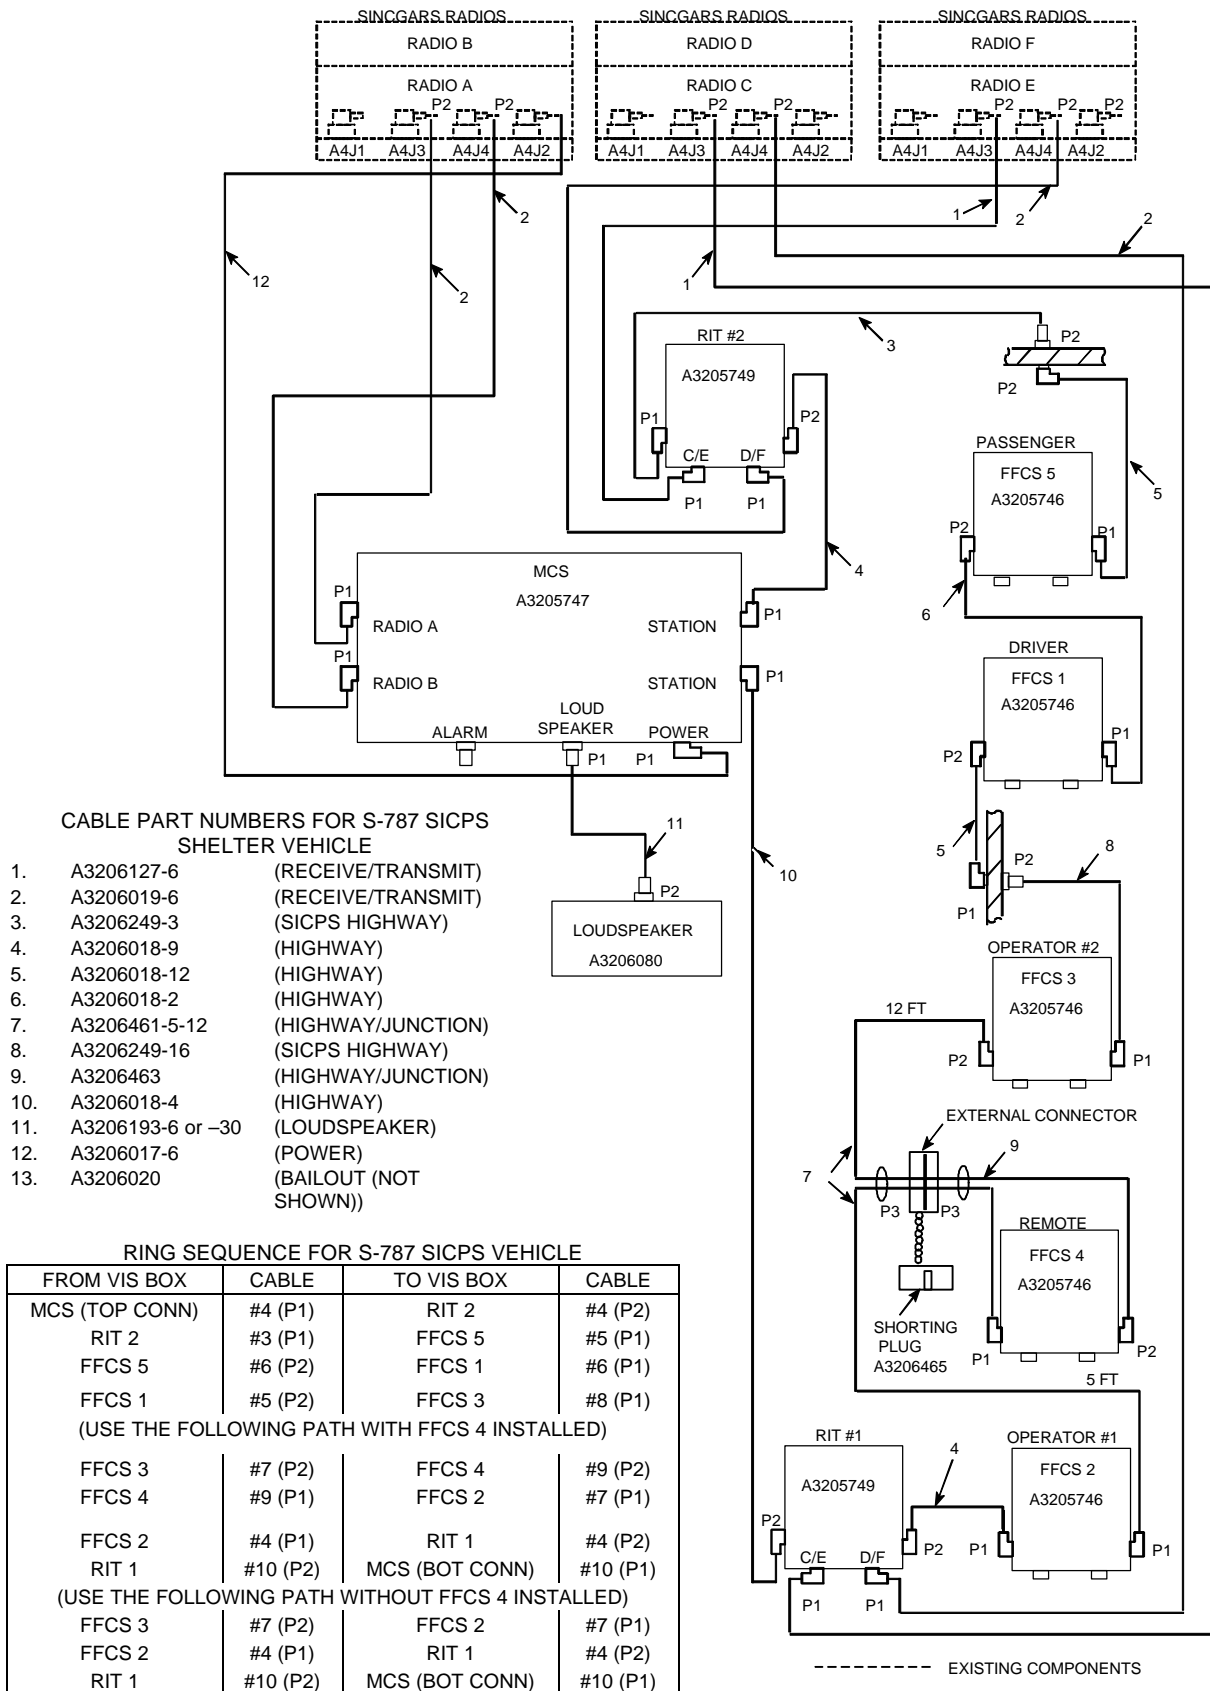 SINCGARS RADIOS SINCGARS RADIOS SINCGARS RADIOS
RADIO B RADIO D RADIO F
RADIO A RADIO C RADIO E
P2 P2 P2 P2 P2 P2 P2
A4J1 A4J3 A4J4 A4J2 A4J1 A4J3 A4J4 A4J2 A4J1 A4J3 A4J4 A4J2
2 1 2 2
12 2 1
3
RIT #2
A3205749
P1 P2
C/E D/F
P1 P1
4
P2
P2
5
PASSENGER
FFCS 5
A3205746
P2 P1
6
MCS
A3205747
P1 RADIO A STATION P1
P1 RADIO B STATION P1
ALARM
LOUD
SPEAKER
POWER
P1 P1
DRIVER
FFCS 1
A3205746
P2 P1
5
P2
8
P1
11
P2
10
LOUDSPEAKER
A3206080
OPERATOR #2
FFCS 3
A3205746
12 FT
P2 P1
EXTERNAL CONNECTOR
7 9
P3 P3
REMOTE
FFCS 4
A3205746
SHORTING
PLUG
A3206465
P1 P2
5 FT
RIT #1
A3205749
P2 P2
C/E D/F
P1 P1
4
OPERATOR #1
FFCS 2
A3205746
P1 P1
CABLE PART NUMBERS FOR S-787 SICPS
SHELTER VEHICLE
1. A3206127-6 (RECEIVE/TRANSMIT)
2. A3206019-6 (RECEIVE/TRANSMIT)
3. A3206249-3 (SICPS HIGHWAY)
4. A3206018-9 (HIGHWAY)
5. A3206018-12 (HIGHWAY)
6. A3206018-2 (HIGHWAY)
7. A3206461-5-12 (HIGHWAY/JUNCTION)
8. A3206249-16 (SICPS HIGHWAY)
9. A3206463 (HIGHWAY/JUNCTION)
10. A3206018-4 (HIGHWAY)
11. A3206193-6 or –30 (LOUDSPEAKER)
12. A3206017-6 (POWER)
13. A3206020 (BAILOUT (NOT
SHOWN))
RING SEQUENCE FOR S-787 SICPS VEHICLE
FROM VIS BOX CABLE TO VIS BOX CABLE
MCS (TOP CONN) #4 (P1) RIT 2 #4 (P2)
RIT 2 #3 (P1) FFCS 5 #5 (P1)
FFCS 5 #6 (P2) FFCS 1 #6 (P1)
FFCS 1 #5 (P2) FFCS 3 #8 (P1)
(USE THE FOLLOWING PATH WITH FFCS 4 INSTALLED)
FFCS 3 #7 (P2) FFCS 4 #9 (P2)
FFCS 4 #9 (P1) FFCS 2 #7 (P1)
FFCS 2 #4 (P1) RIT 1 #4 (P2)
RIT 1 #10 (P2) MCS (BOT CONN) #10 (P1)
(USE THE FOLLOWING PATH WITHOUT FFCS 4 INSTALLED)
FFCS 3 #7 (P2) FFCS 2 #7 (P1)
FFCS 2 #4 (P1) RIT 1 #4 (P2)
RIT 1 #10 (P2) MCS (BOT CONN) #10 (P1)
EXISTING COMPONENTS